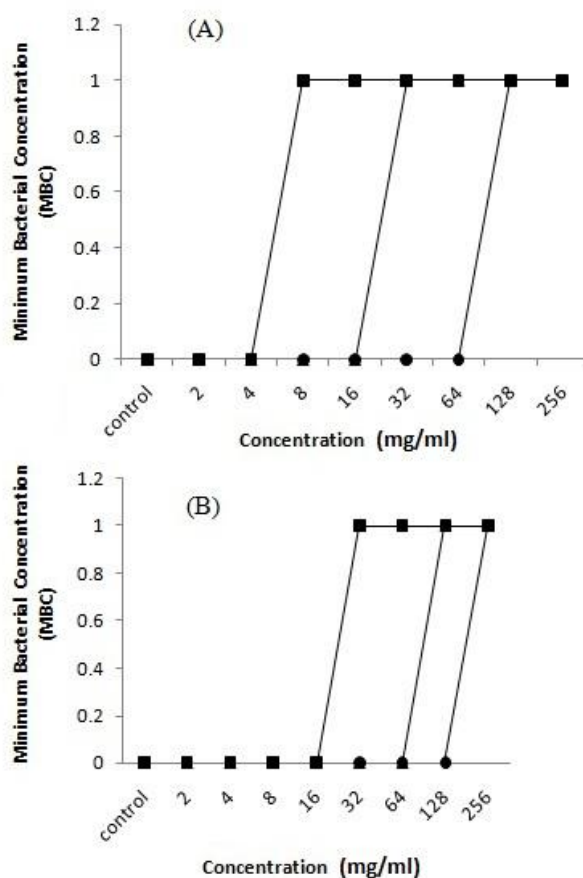 (A)
Minimum Bacterial Concentration
(MBC)
1.2
1
0.8
0.6
0.4
0.2
0
control 2 4 8 16 32 64 128 256
Concentration (mg/ml)
(B)
Minimum Bacterial Concentration
(MBC)
1.2
1
0.8
0.6
0.4
0.2
0
control 2 4 8 16 32 64 128 256
Concentration (mg/ml)